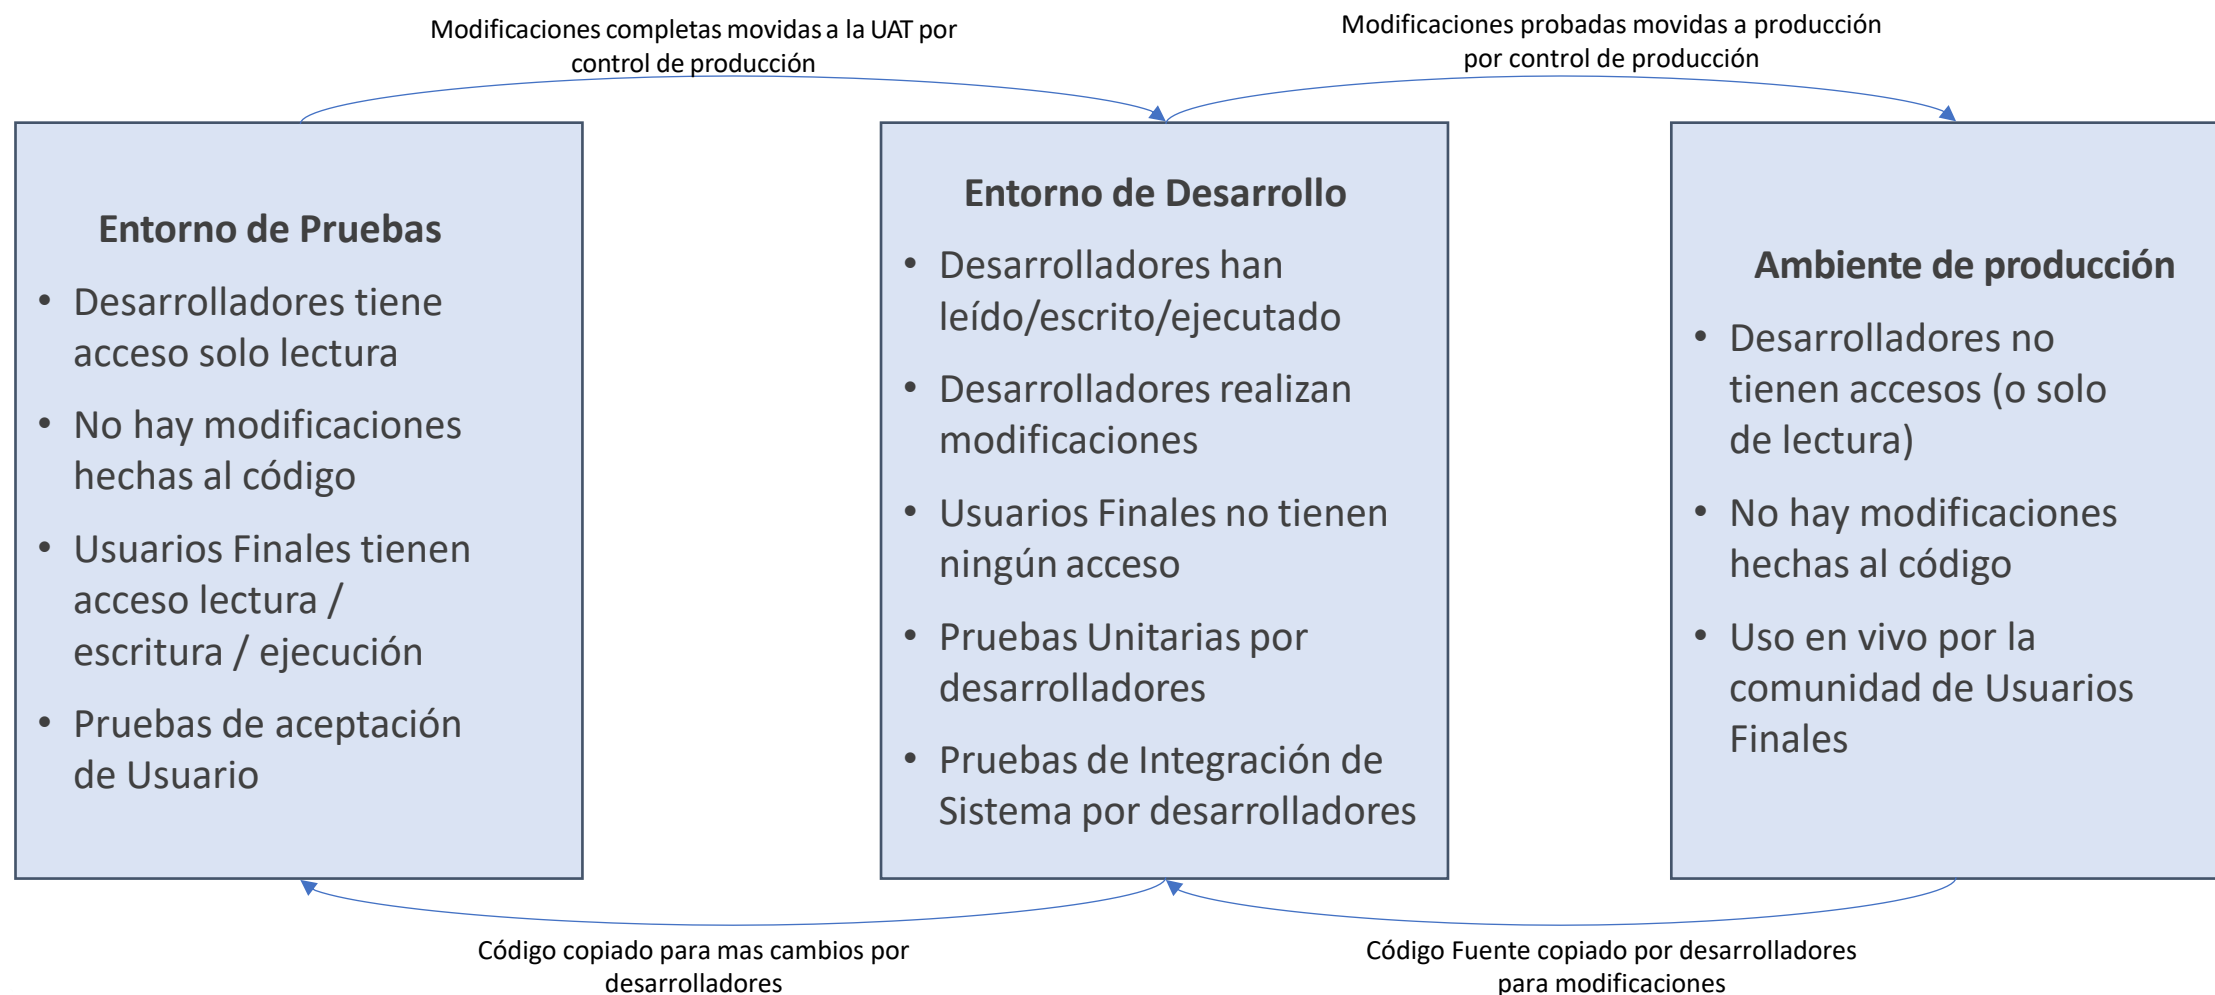 Modificaciones completas movidas a la UAT por
control de producción
Modificaciones probadas movidas a producción
por control de producción
Entorno de Pruebas
• Desarrolladores tiene
acceso solo lectura
• No hay modificaciones
hechas al código
• Usuarios Finales tienen
acceso lectura /
escritura / ejecución
• Pruebas de aceptación
de Usuario
Entorno de Desarrollo
• Desarrolladores han
leído/escrito/ejecutado
• Desarrolladores realizan
modificaciones
• Usuarios Finales no tienen
ningún acceso
• Pruebas Unitarias por
desarrolladores
• Pruebas de Integración de
Sistema por desarrolladores
Ambiente de producción
• Desarrolladores no
tienen accesos (o solo
de lectura)
• No hay modificaciones
hechas al código
• Uso en vivo por la
comunidad de Usuarios
Finales
Código copiado para mas cambios por
desarrolladores
Código Fuente copiado por desarrolladores
para modificaciones